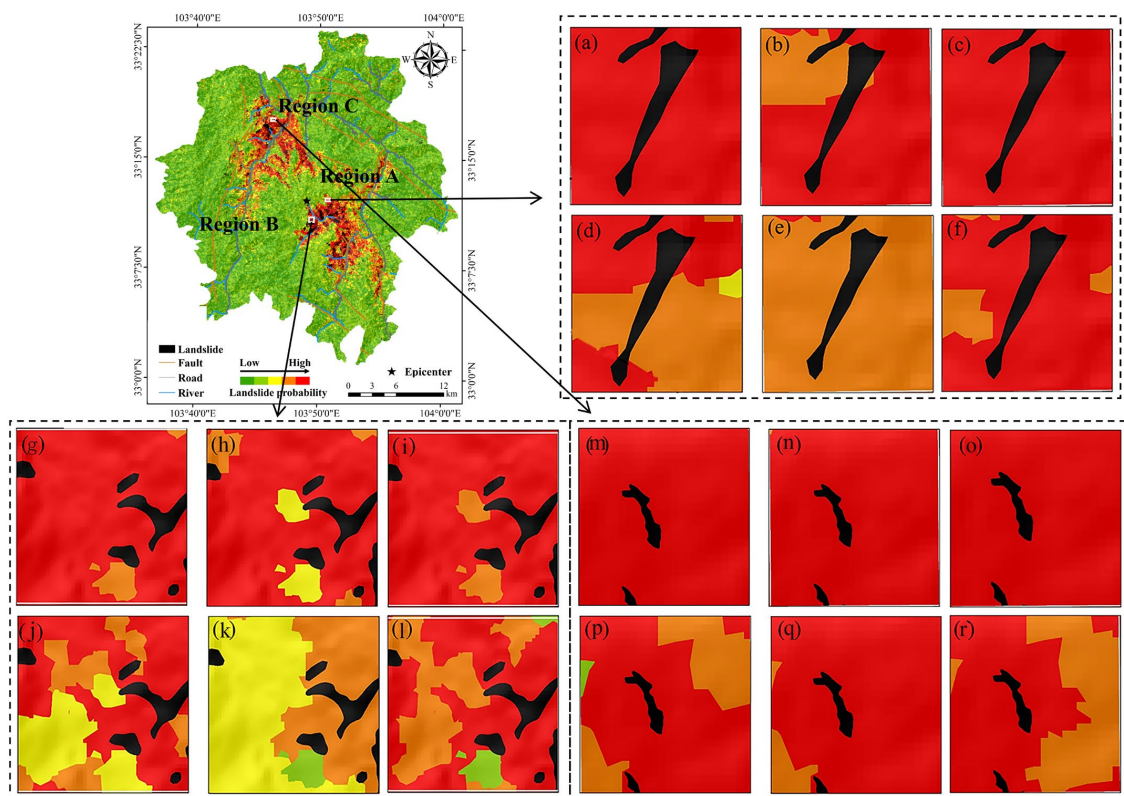 103°40'0"E 103°50'0"E 104°0'0"E
33°22'30"N
33°15'0"N
33°7'30"N
33°0'0"N
33°15'0"N
33°7'30"N
33°0'0"N
N
W E
S
Region C
Region A
Region B
Landslide
Fault
Road
River
Low High
Landslide probability
Epicenter
0 3 6 12
km
103°40'0"E 103°50'0"E 104°0'0"E
(a) (b) (c)
(d) (e) (f)
(g) (h) (i) (m) (n) (o)
(j) (k) (l) (p) (q) (r)